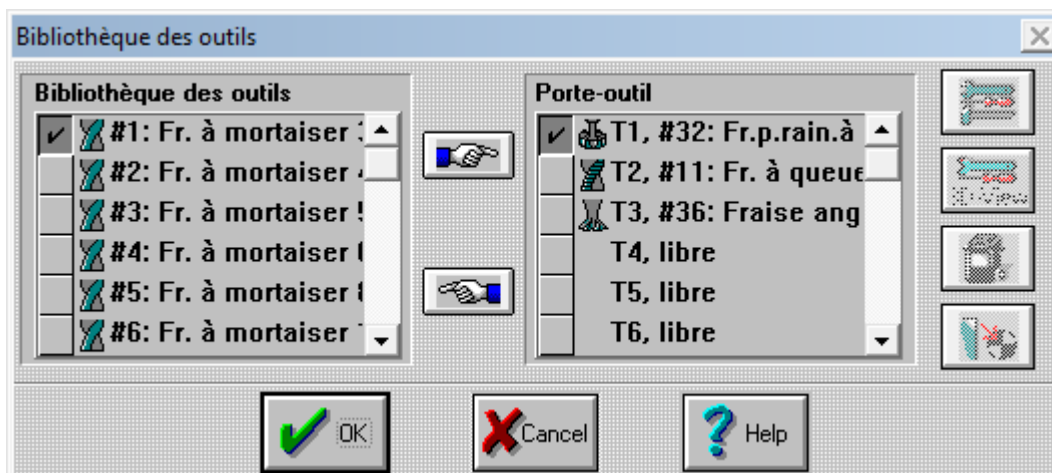 Bibliothèque des outils
Bibliothèque des outils
#1: Fr. à mortaiser
#2: Fr. à mortaiser
#3: Fr. à mortaiser
#4: Fr. à mortaiser
#5: Fr. à mortaiser
#6: Fr. à mortaiser
Porte-outil
T1, #32: Fr.p.rain.à
T2, #11: Fr. à queue
T3, #36: Fraise ang
T4, libre
T5, libre
T6, libre
3D-View
OK
Cancel
Help